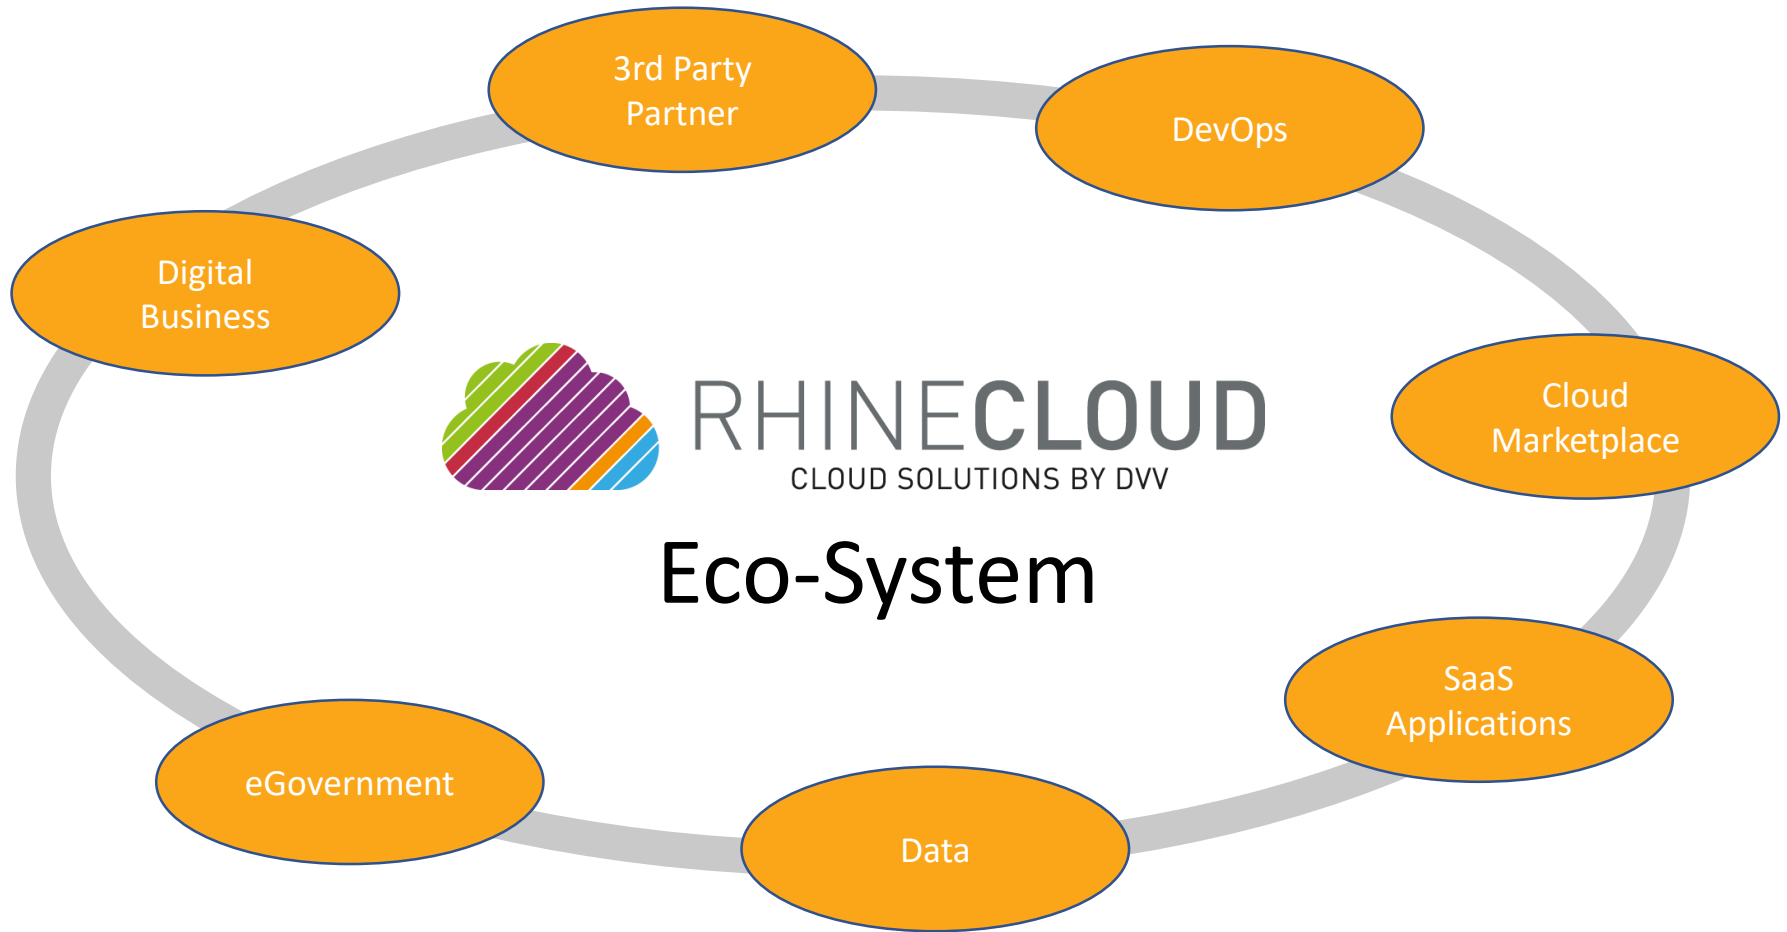 3rd Party
Partner
DevOps
Digital
Business
Cloud
Marketplace
RHINECLOUD
CLOUD SOLUTIONS BY DVV
Eco-System
SaaS
Applications
eGovernment
Data